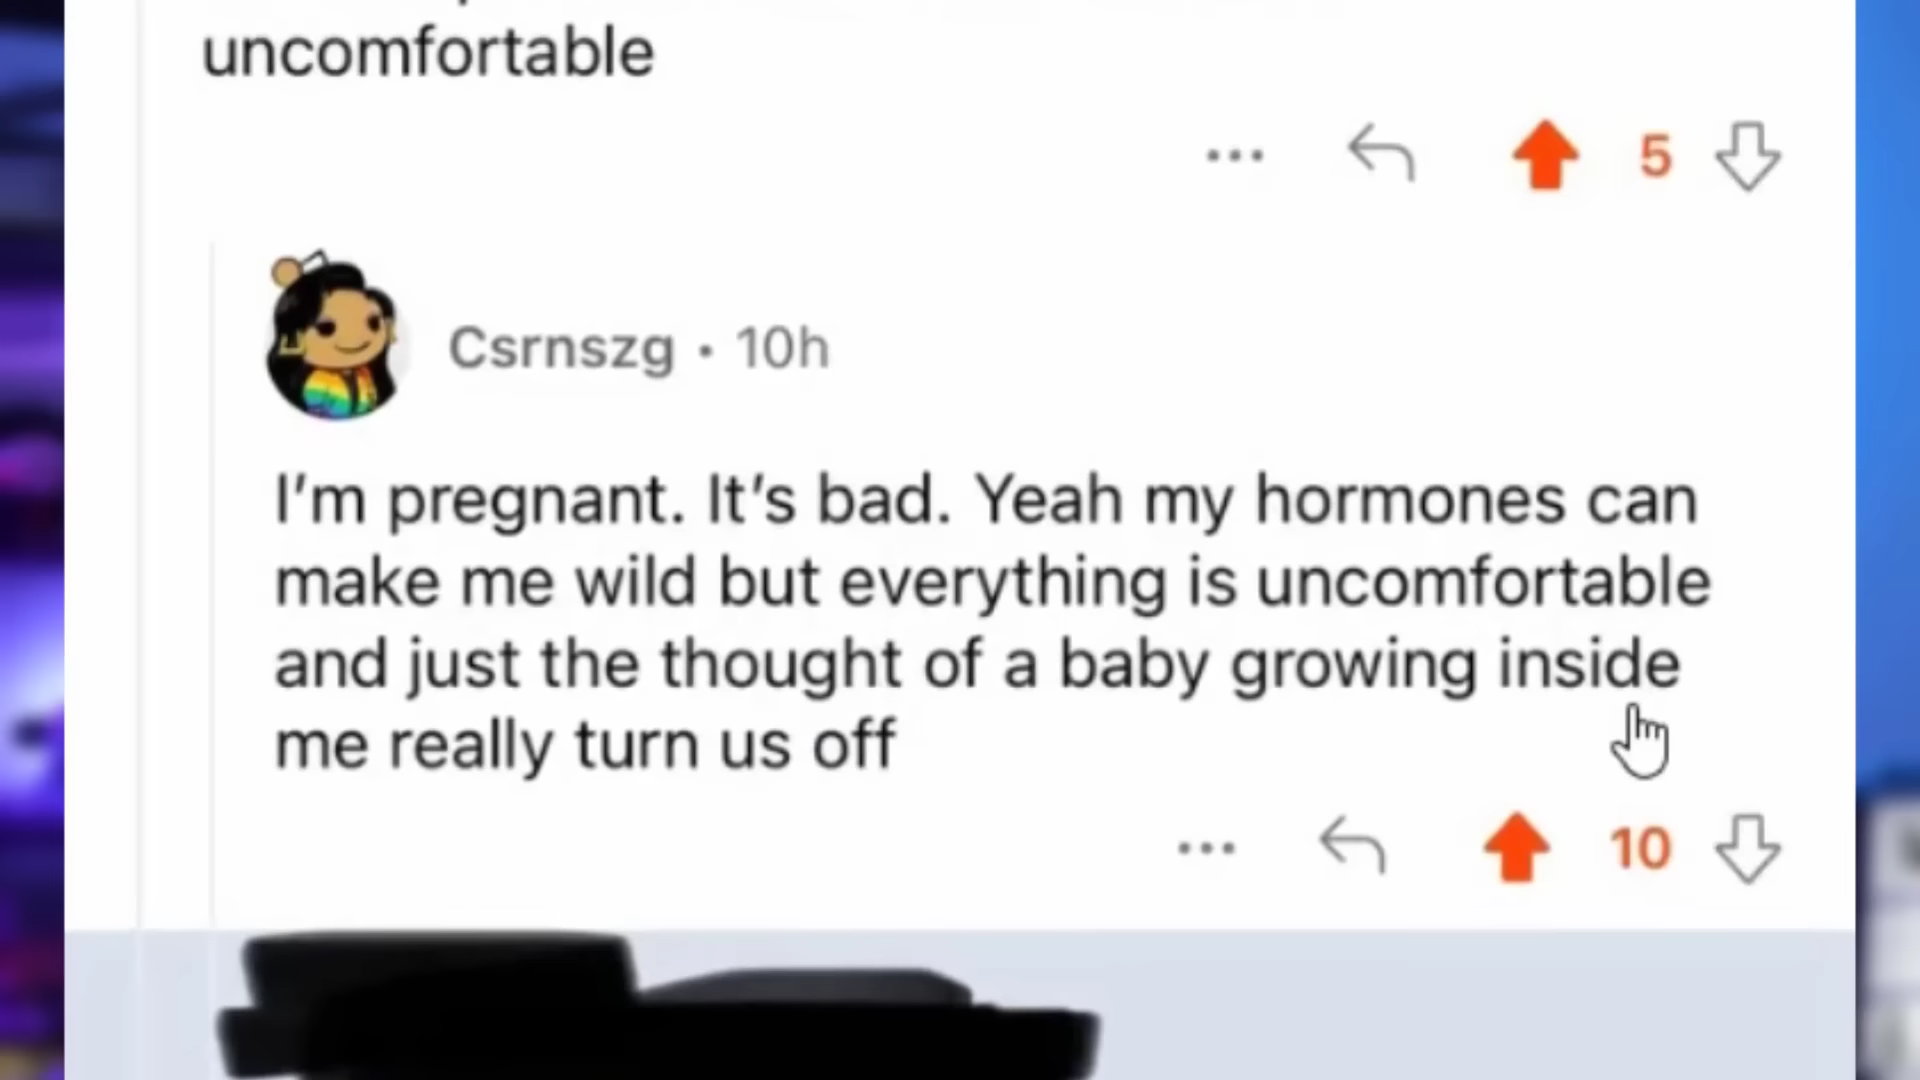 uncomfortable
... 5
Csrnszg • 10h
I'm pregnant. It's bad. Yeah my hormones can
make me wild but everything is uncomfortable
and just the thought of a baby growing inside
me really turn us off
... 10